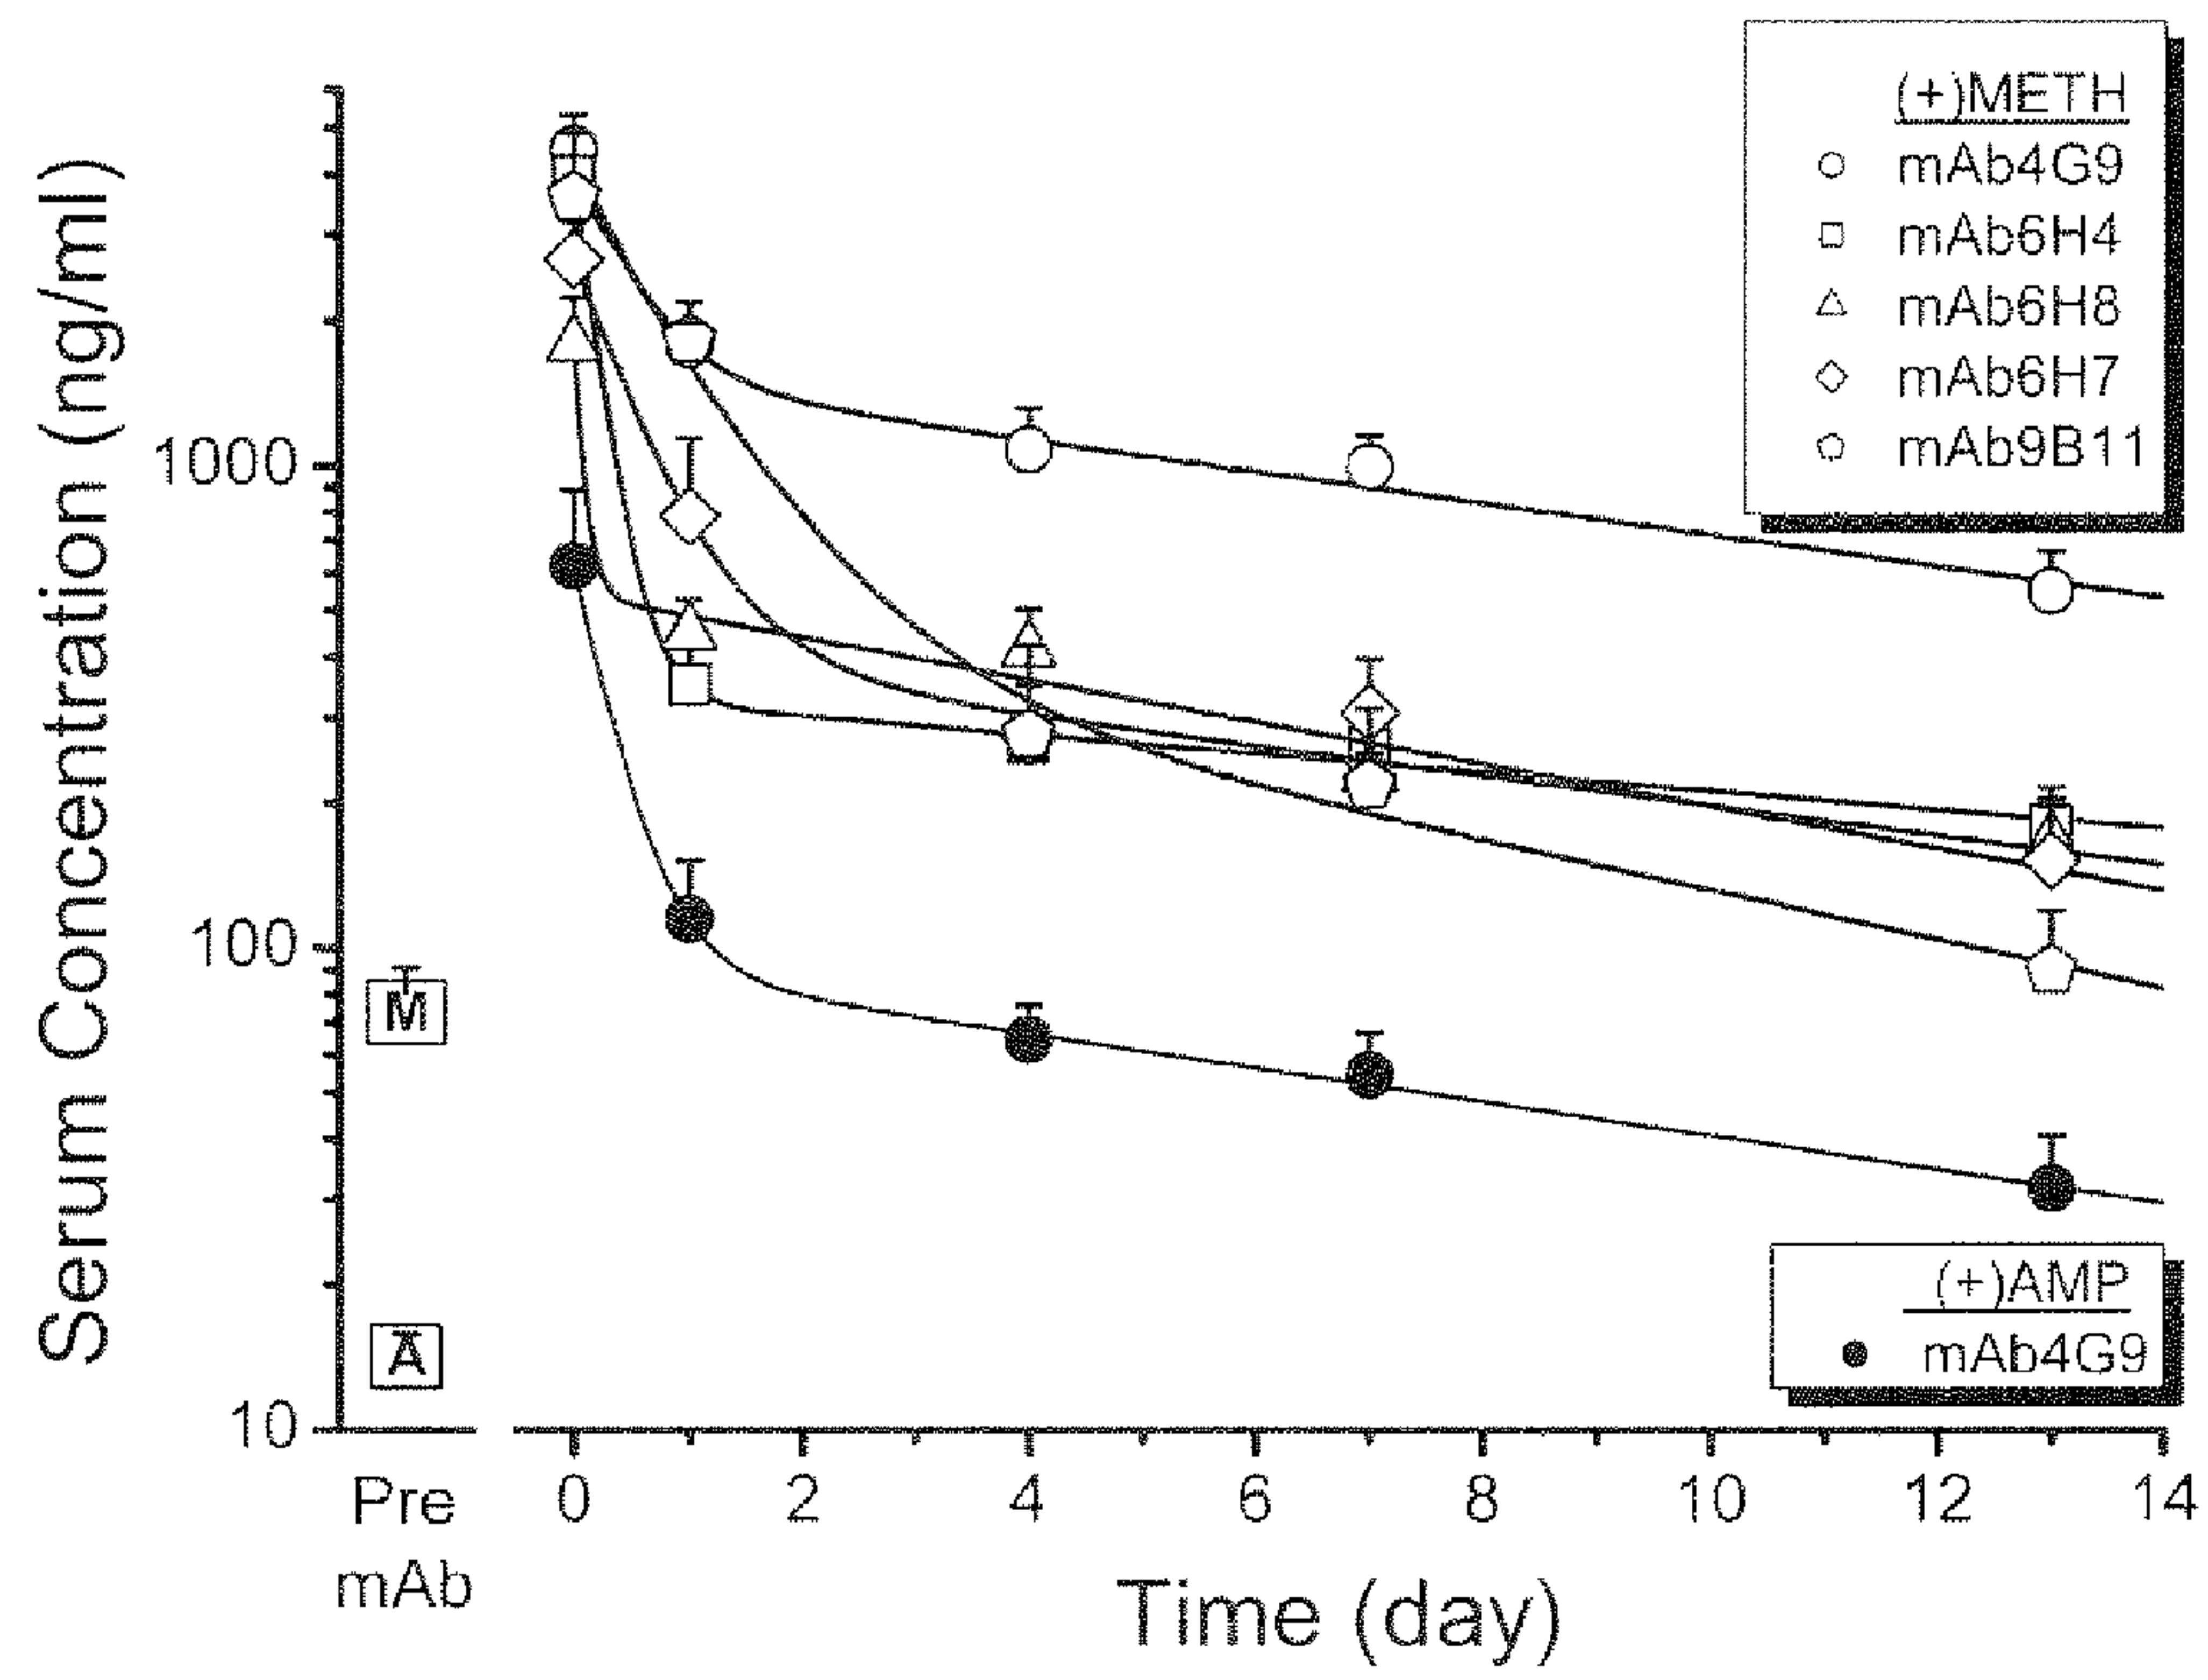 (+)METH
mAb4G9
mAb6H4
mAb6H8
mAb6H7
mAb9B11
Serum Concentration (ng/ml)
1000
100
10
M
A
(+)AMP
mAb4G9
Pre
mAb
0 2 4 6 8 10 12 14
Time (day)